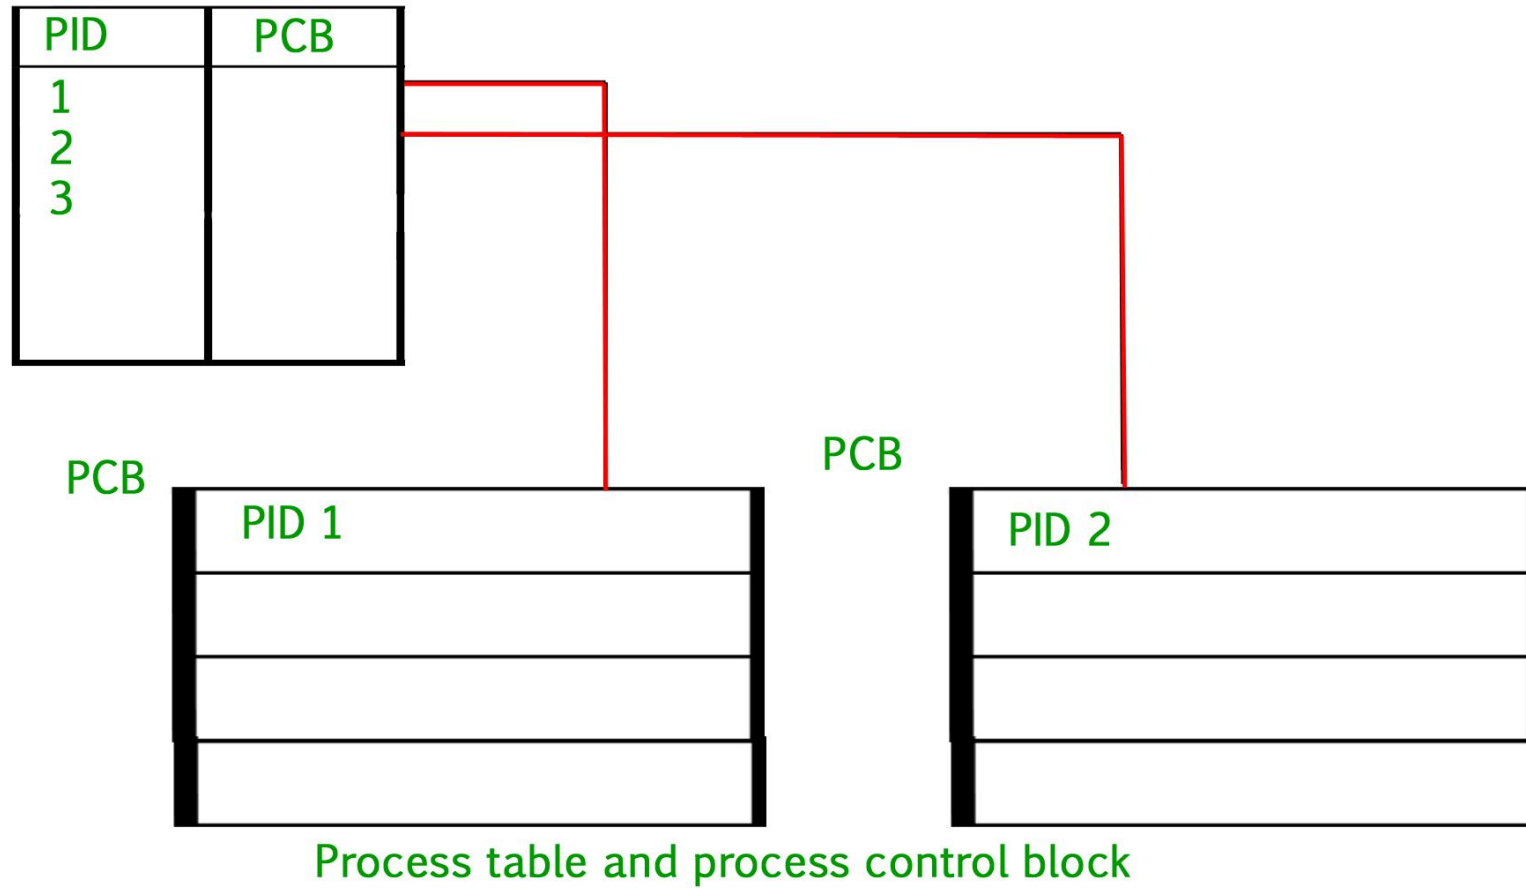 PID PCB
1
2
3
PCB
PID 1
PCB
PID 2
Process table and process control block